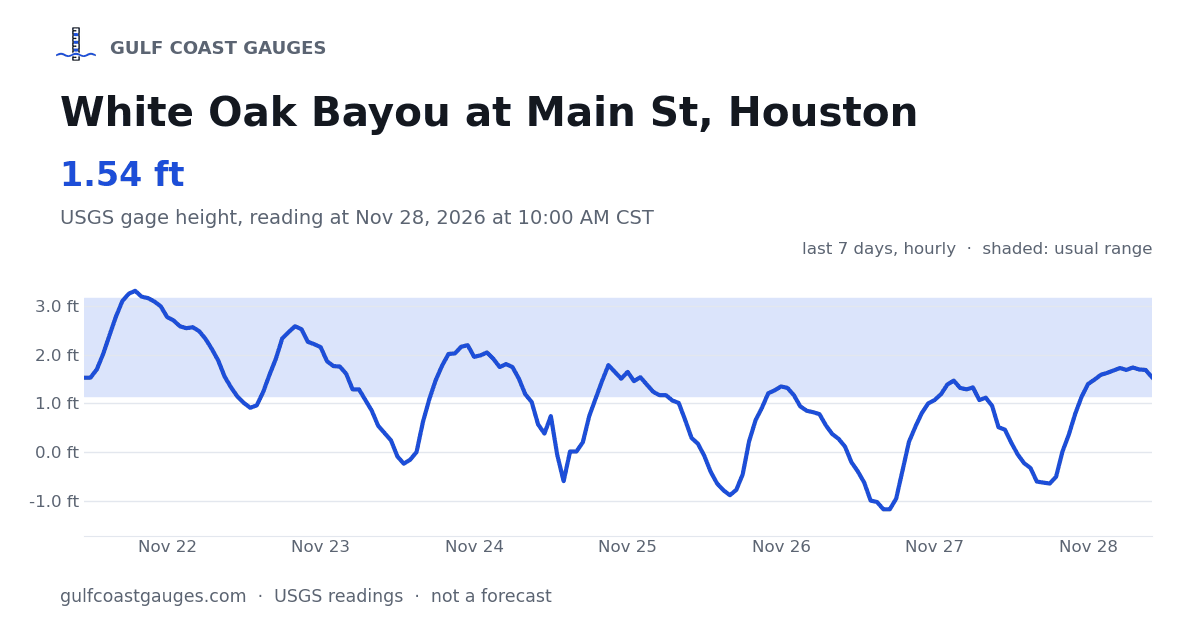 GULF COAST GAUGES
White Oak Bayou at Main St, Houston
1.54 ft
USGS gage height, reading at Nov 28, 2026 at 10:00 AM CST
last 7 days, hourly · shaded: usual range
3.0 ft
2.0 ft
1.0 ft
0.0 ft
-1.0 ft
Nov 22 Nov 23 Nov 24 Nov 25 Nov 26 Nov 27 Nov 28
gulfcoastgauges.com · USGS readings · not a forecast